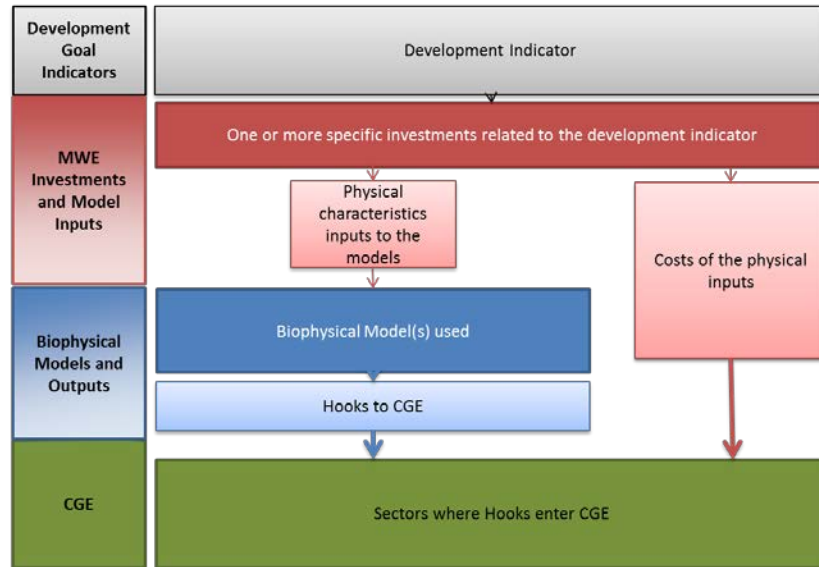 Development
Goal
Indicators
Development Indicator
MWE
Investments
and Model
Inputs
One or more specific investments related to the development indicator
Physical
characteristics
inputs to the
models
Costs of the physical
inputs
Biophysical
Models and
Outputs
Biophysical Model(s) used
Hooks to CGE
CGE
Sectors where Hooks enter CGE